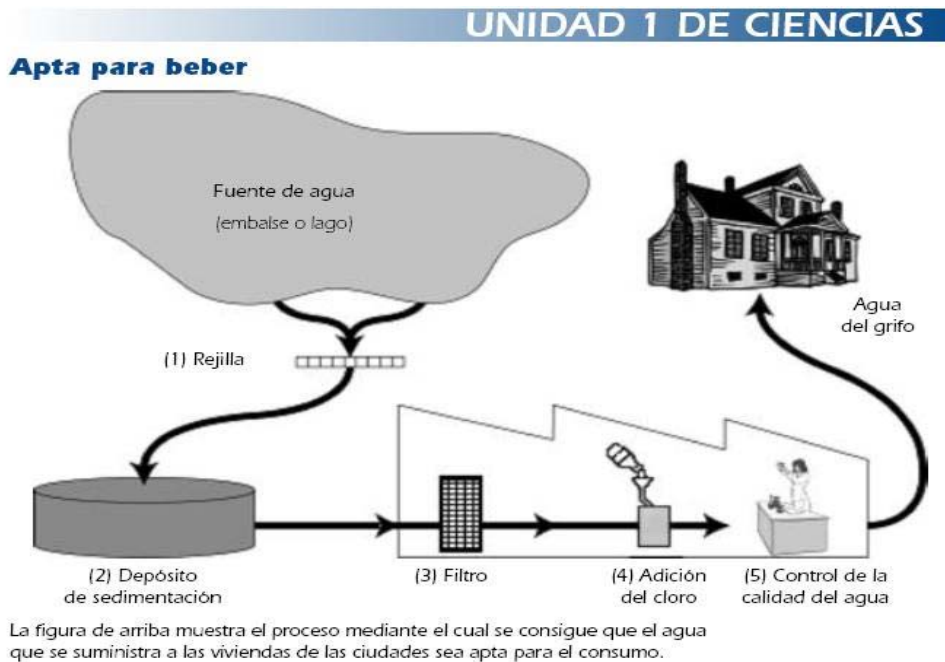 UNIDAD 1 DE CIENCIAS
Apta para beber
Fuente de agua
(embalse o lago)
Agua
del grifo
(1) Rejilla
(2) Depósito
de sedimentación
(3) Filtro
(4) Adición
del cloro
(5) Control de la
calidad del agua
La figura de arriba muestra el proceso mediante el cual se consigue que el agua
que se suministra a las viviendas de las ciudades sea apta para el consumo.